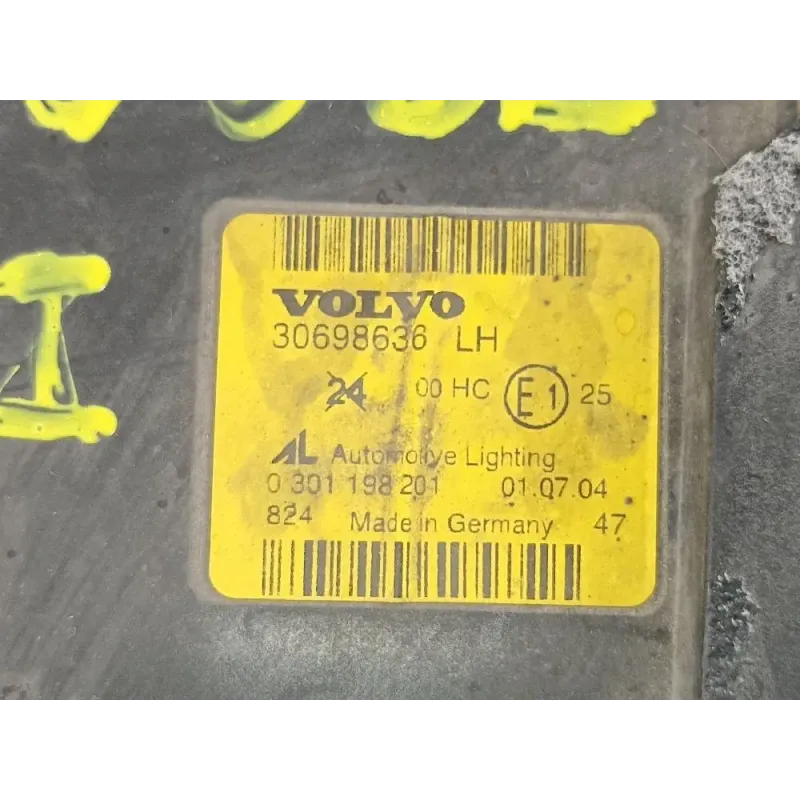 VOLVO
30698636 LH
24 00 HC E1 25
AL Automotive Lighting
0 301 198 201 01.07.04
824 Made in Germany 47